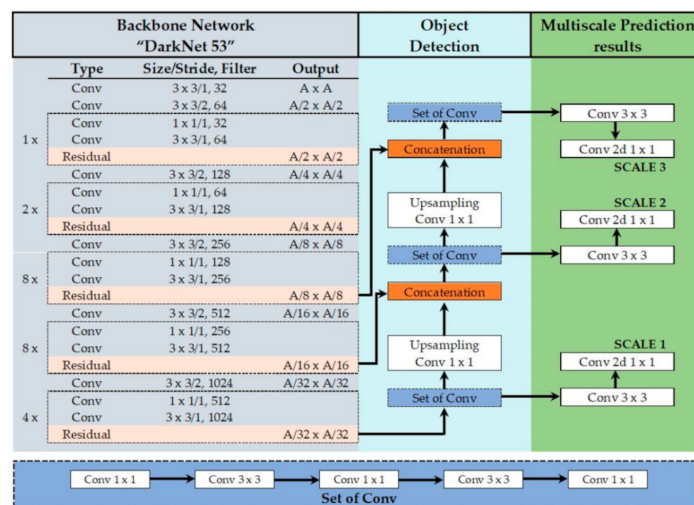 Backbone Network
"DarkNet 53"
Type Size/Stride, Filter Output
Conv 3 x 3/1, 32 A x A
Conv 3 x 3/2, 64 A/2 x A/2
Conv 1 x 1/1, 32
1 x Conv 3 x 3/1, 64
Residual A/2 x A/2
Conv 3 x 3/2, 128 A/4 x A/4
Conv 1 x 1/1, 64
2 x Conv 3 x 3/1, 128
Residual A/4 x A/4
Conv 3 x 3/2, 256 A/8 x A/8
Conv 1 x 1/1, 128
8 x Conv 3 x 3/1, 256
Residual A/8 x A/8
Conv 3 x 3/2, 512 A/16 x A/16
Conv 1 x 1/1, 256
8 x Conv 3 x 3/1, 512
Residual A/16 x A/16
Conv 3 x 3/2, 1024 A/32 x A/32
Conv 1 x 1/1, 512
4 x Conv 3 x 3/1, 1024
Residual A/32 x A/32
Object
Detection
Set of Conv
Concatenation
Upsampling
Conv 1 x 1
Set of Conv
Concatenation
Upsampling
Conv 1 x 1
Set of Conv
Multiscale Prediction
results
Conv 3 x 3
Conv 2d 1 x 1
SCALE 3
SCALE 2
Conv 2d 1 x 1
Conv 3 x 3
SCALE 1
Conv 2d 1 x 1
Conv 3 x 3
Conv 1 x 1 Conv 3 x 3 Conv 1 x 1 Conv 3 x 3 Conv 1 x 1
Set of Conv